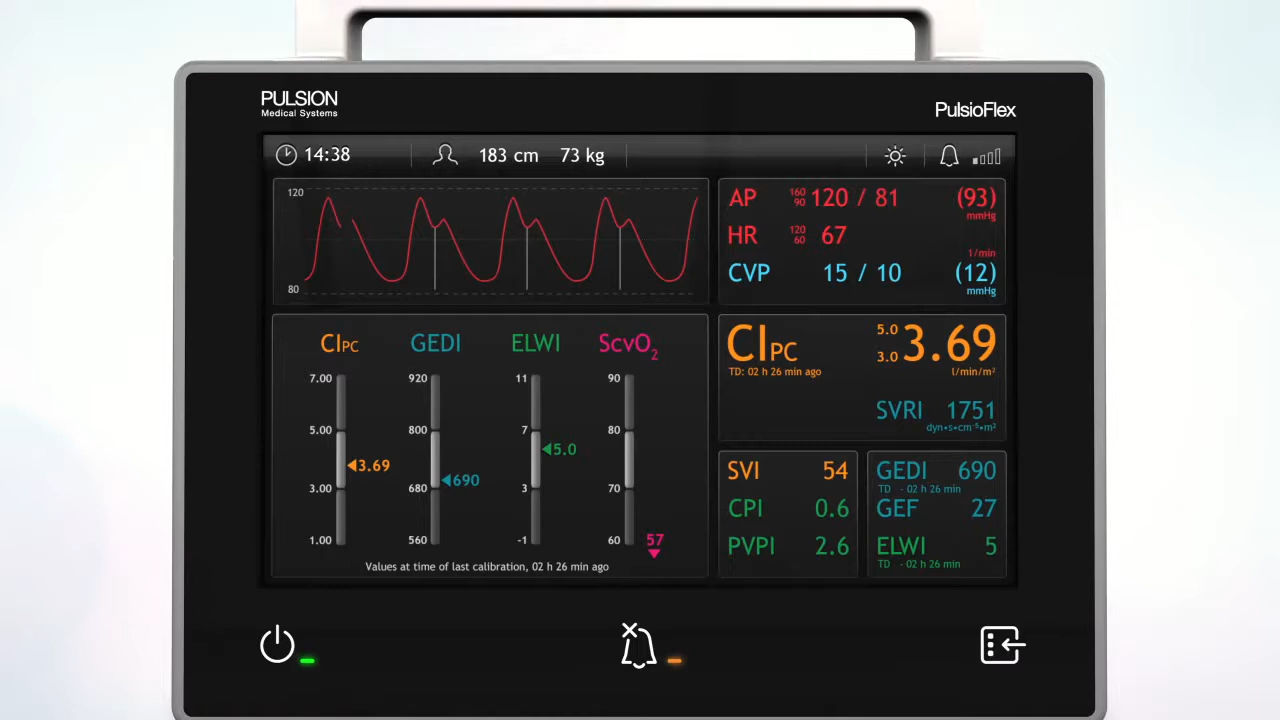 PULSION
Medical Systems
PulsioFlex
14:38 183 cm 73 kg
120
80
AP 160 90 120 / 81 (93) mmHg
HR 120 60 67 1/min
CVP 15 / 10 (12) mmHg
CIPC GEDI ELWI ScvO₂
7.00 920 11 90
5.00 800 7 80
5.0
3.69
690
3.00 680 3 70
1.00 560 -1 60
57
Values at time of last calibration, 02 h 26 min ago
CIPC 5.0 3.0 3.69
TD: 02 h 26 min ago l/min/m²
SVRI 1751
dyn•s•cm⁻⁵•m²
SVI 54
CPI 0.6
PVPI 2.6
GEDI 690
TD - 02 h 26 min
GEF 27
ELWI 5
TD - 02 h 26 min